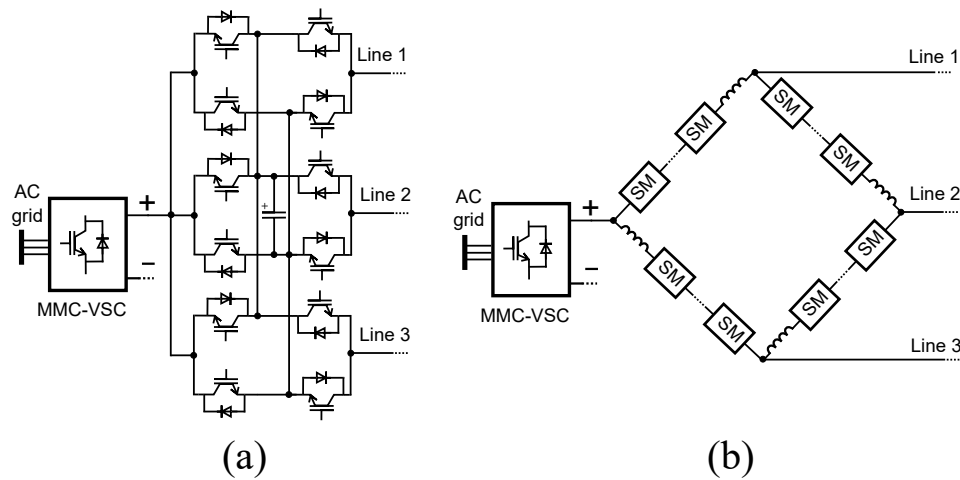 Line 1
AC
grid
+
−
MMC-VSC
+
Line 2
Line 3
(a)
Line 1
SM
SM
SM
SM
AC
grid
+
−
MMC-VSC
Line 2
SM
SM
SM
SM
Line 3
(b)